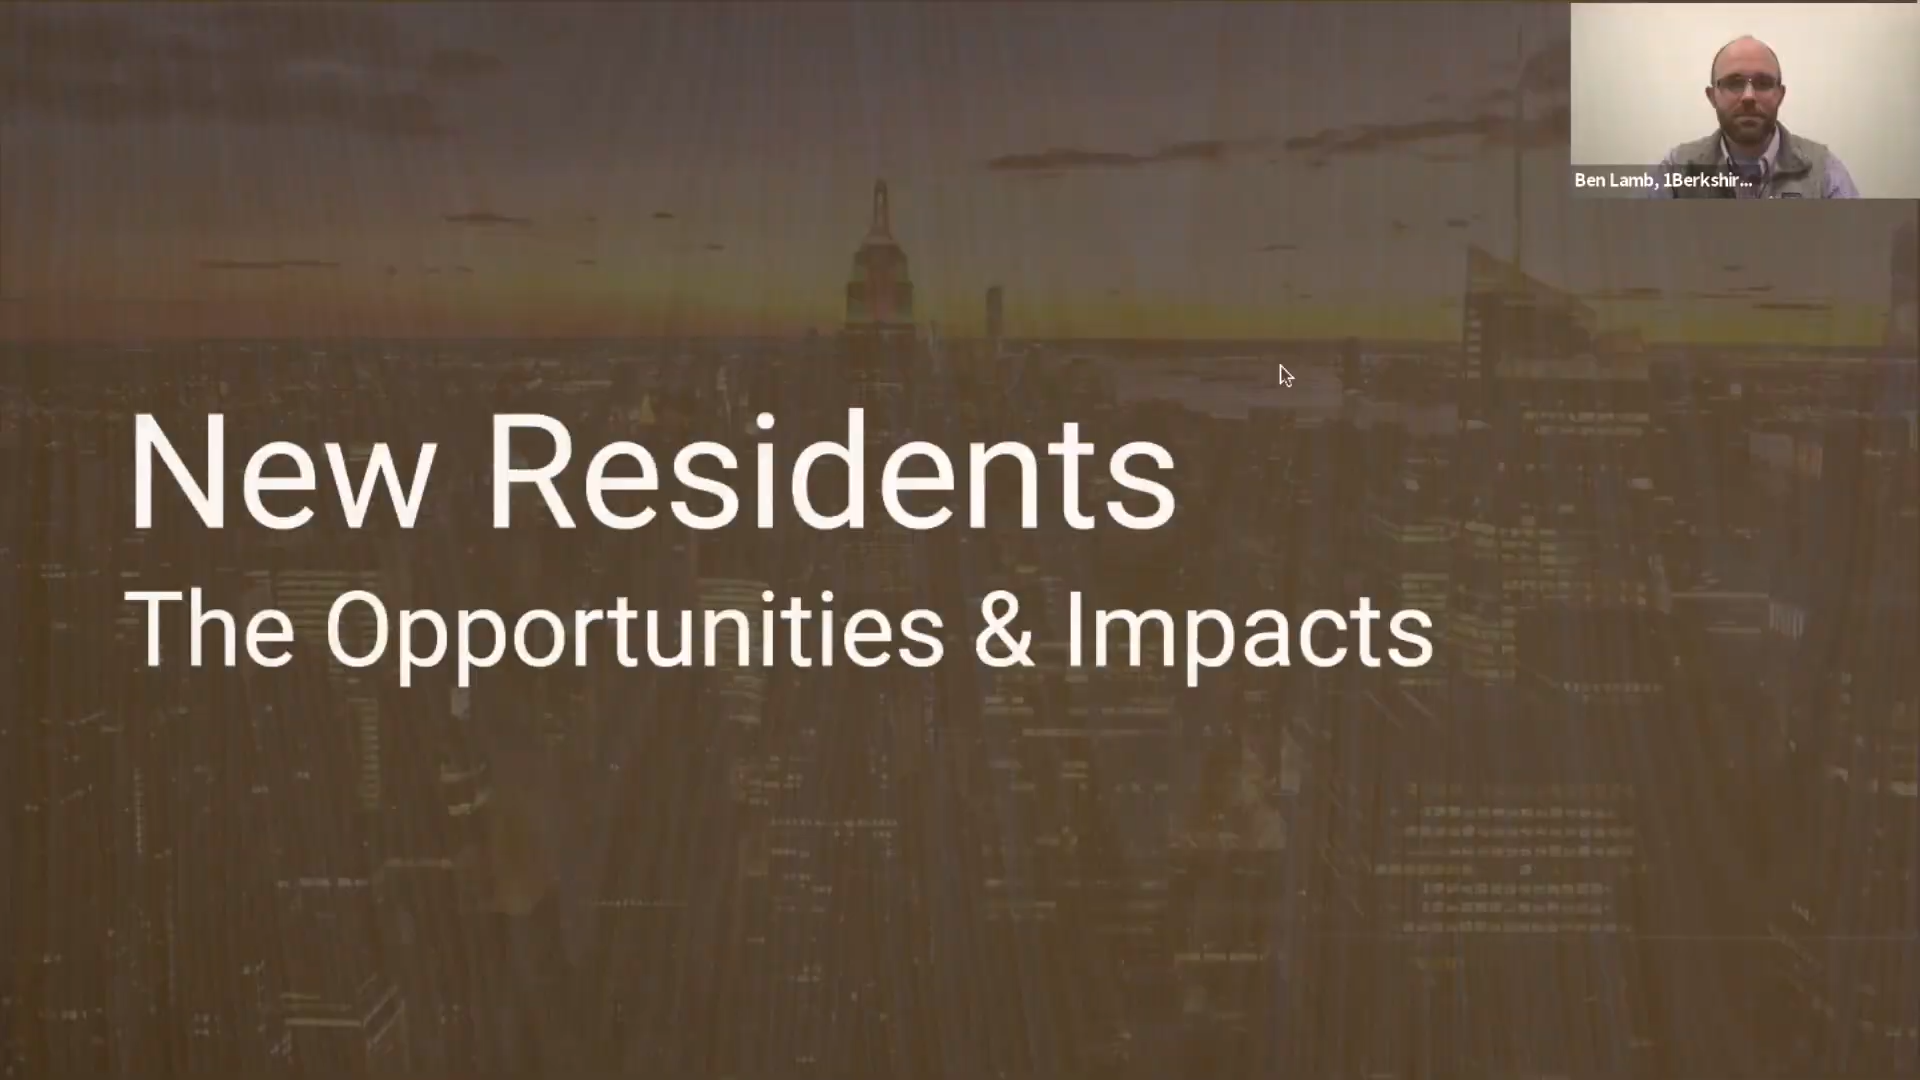 Ben Lamb, 1Berkshir...
New Residents
The Opportunities & Impacts